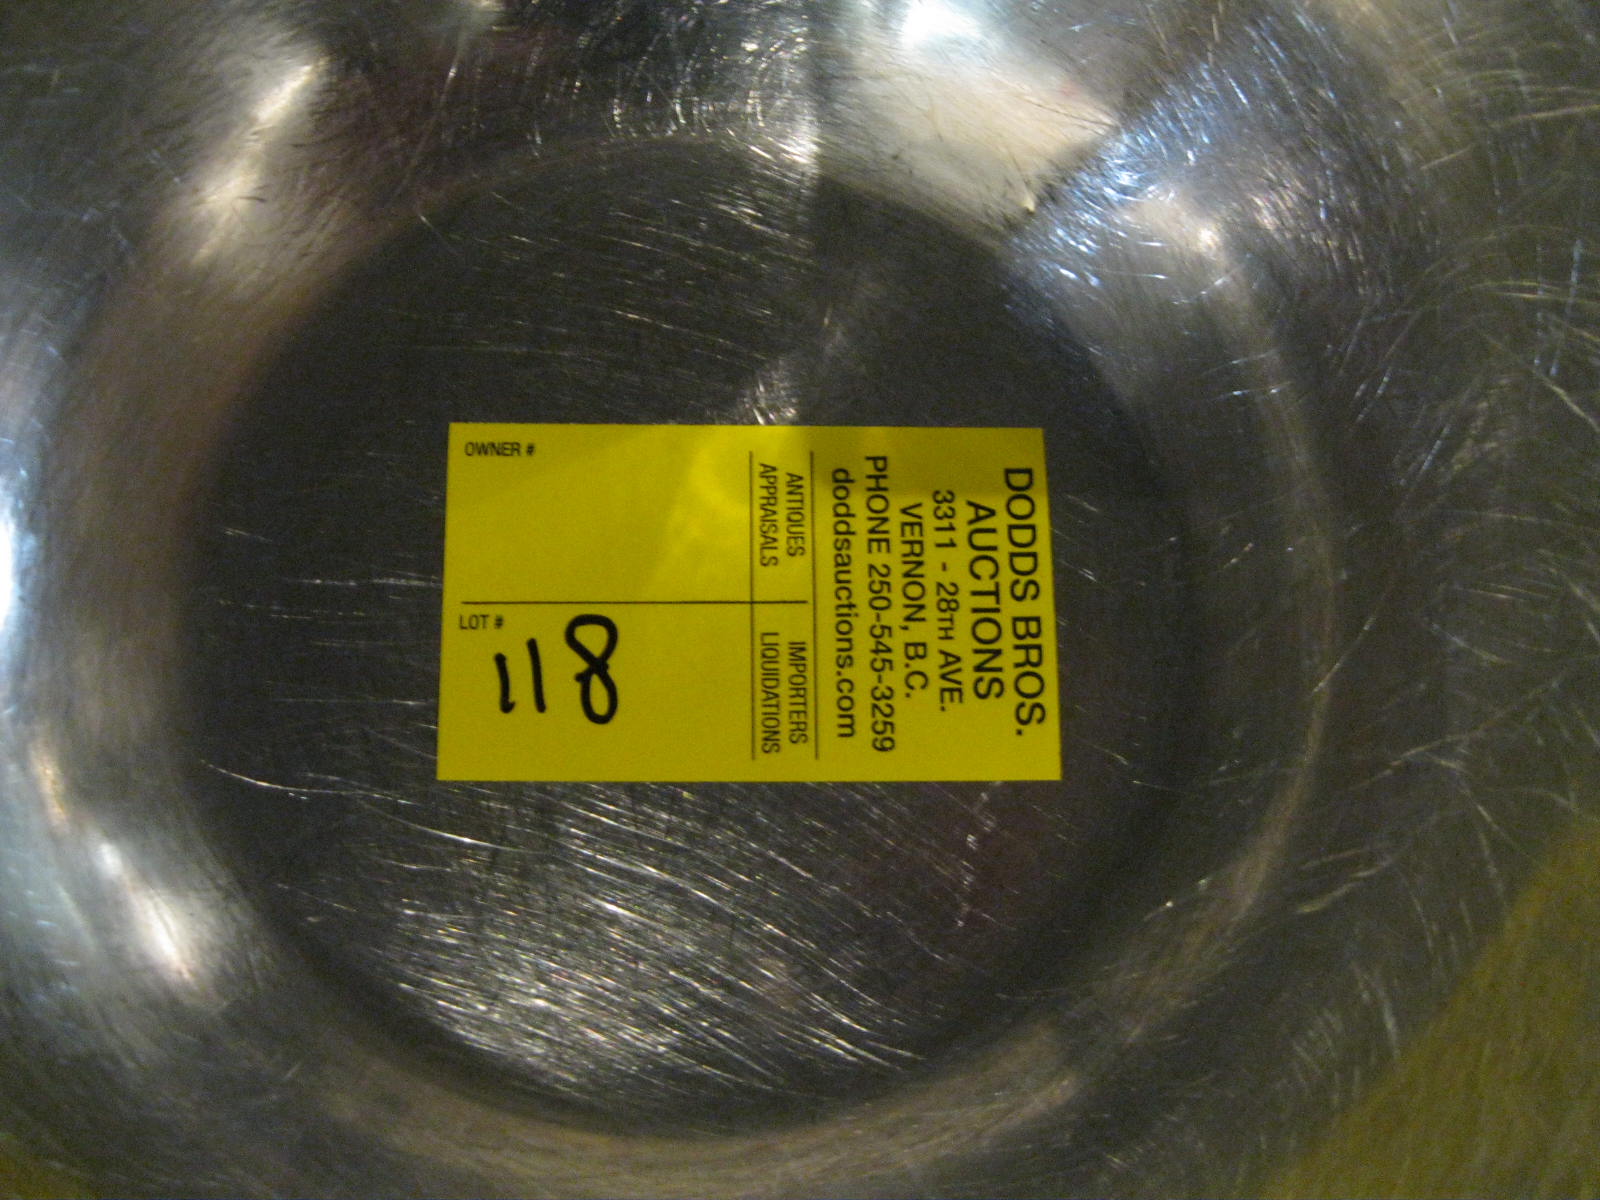 DODDS BROS.
AUCTIONS
3311 - 28TH AVE.
VERNON, B.C.
PHONE 250-545-3259
doddsauctions.com
ANTIQUES IMPORTERS
APPRAISALS LIQUIDATIONS
OWNER #
LOT #
118